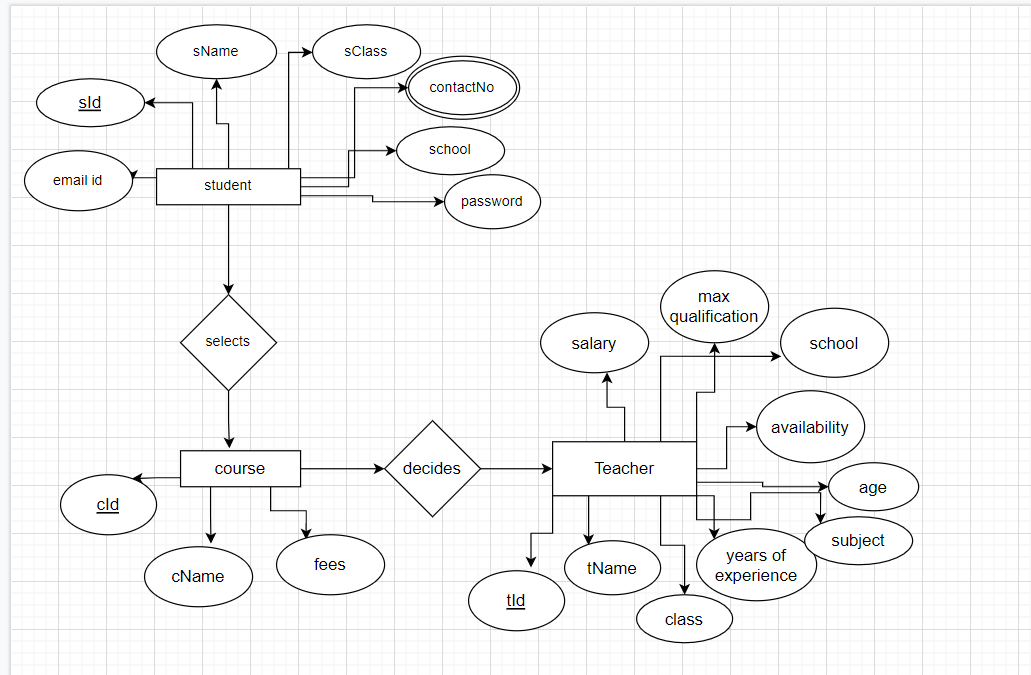 sName
sClass
contactNo
sId
school
email id
student
password
selects
max
qualification
salary
school
availability
course
decides
Teacher
age
cId
subject
years of
experience
fees
tName
cName
tId
class